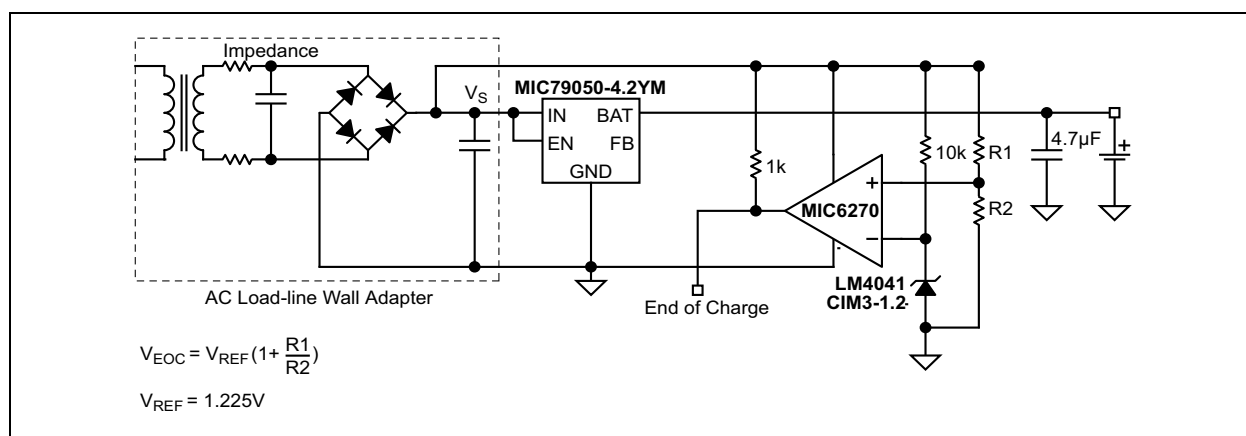 Impedance
V_S
MIC79050-4.2YM
IN
BAT
EN
FB
GND
1k
10k
R1
R2
4.7µF
+
+
−
MIC6270
LM4041
CIM3-1.2-
End of Charge
AC Load-line Wall Adapter
V_EOC = V_REF(1+ R1/R2)
V_REF = 1.225V